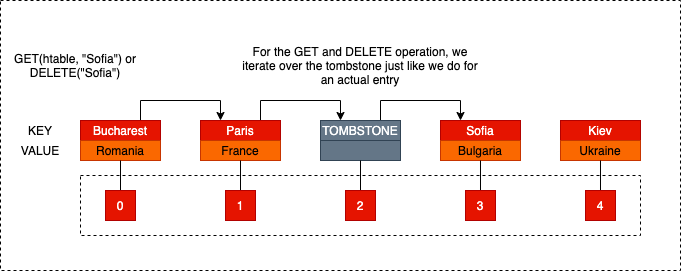 GET(htable, "Sofia") or
DELETE("Sofia")
For the GET and DELETE operation, we
iterate over the tombstone just like we do for
an actual entry
KEY Bucharest Paris TOMBSTONE Sofia Kiev
VALUE Romania France Bulgaria Ukraine
0 1 2 3 4